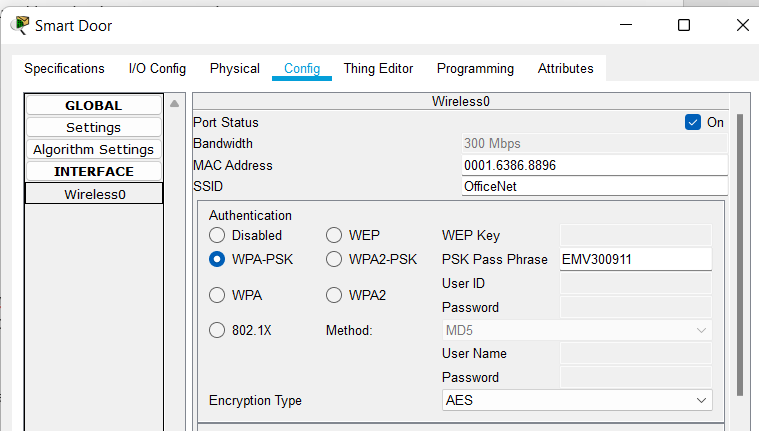 Smart Door
Specifications I/O Config Physical Config Thing Editor Programming Attributes
GLOBAL
Settings
Algorithm Settings
INTERFACE
Wireless0
Wireless0
Port Status On
Bandwidth 300 Mbps
MAC Address 0001.6386.8896
SSID OfficeNet
Authentication
Disabled WEP WEP Key
WPA-PSK WPA2-PSK PSK Pass Phrase EMV300911
User ID
WPA WPA2 Password
802.1X Method: MD5
User Name
Password
Encryption Type AES